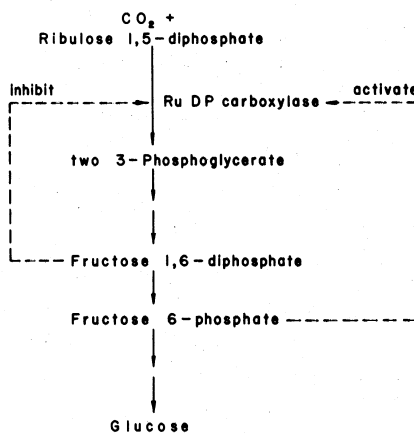 CO₂ +
Ribulose 1,5-diphosphate
inhibit
Ru DP carboxylase
activate
two 3-Phosphoglycerate
Fructose 1,6-diphosphate
Fructose 6-phosphate
Glucose